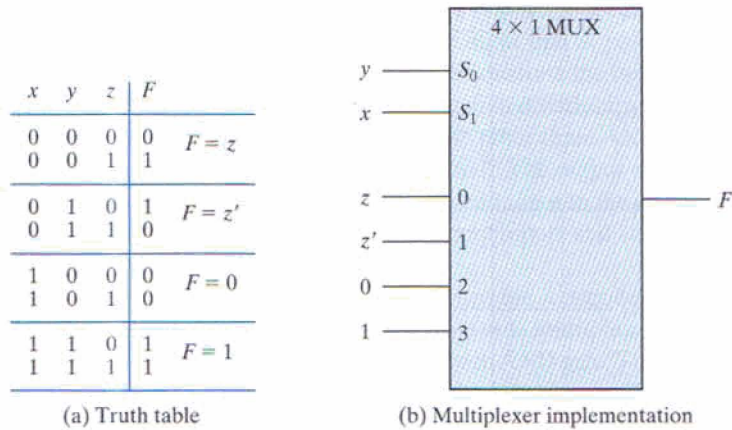 x y z F
0 0 0 0
F = z
0 0 1 1
0 1 0 1
F = z'
0 1 1 0
1 0 0 0
F = 0
1 0 1 0
1 1 0 1
F = 1
1 1 1 1
(a) Truth table
4 × 1 MUX
y S0
x S1
z 0
F
z' 1
0 2
1 3
(b) Multiplexer implementation